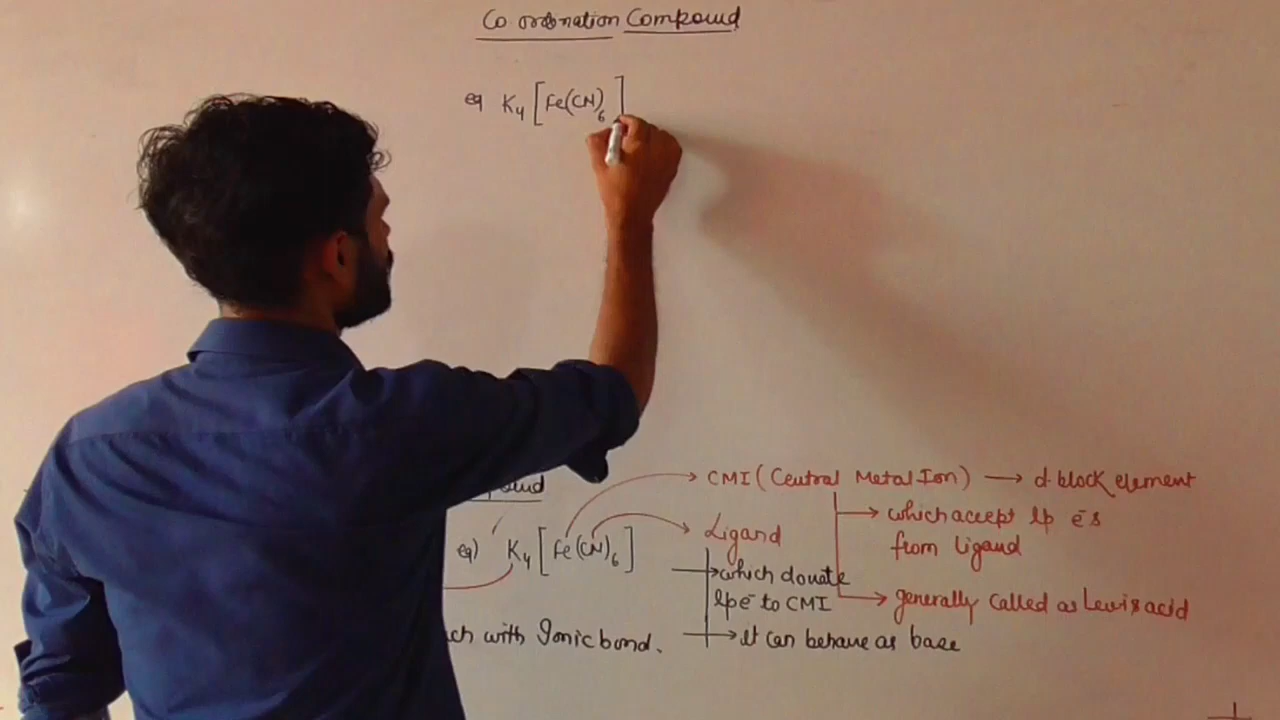 Co-ordination Compound
eg K4[Fe(CN)6]
CMI (Central Metal Ion) → d-block element
→ which accept lp e-s
from ligand
→ generally called as Lewis acid
eg) K4[Fe(CN)6]
Ligand
→ which donate
lpe- to CMI
→ it can behave as base
with Ionic bond.